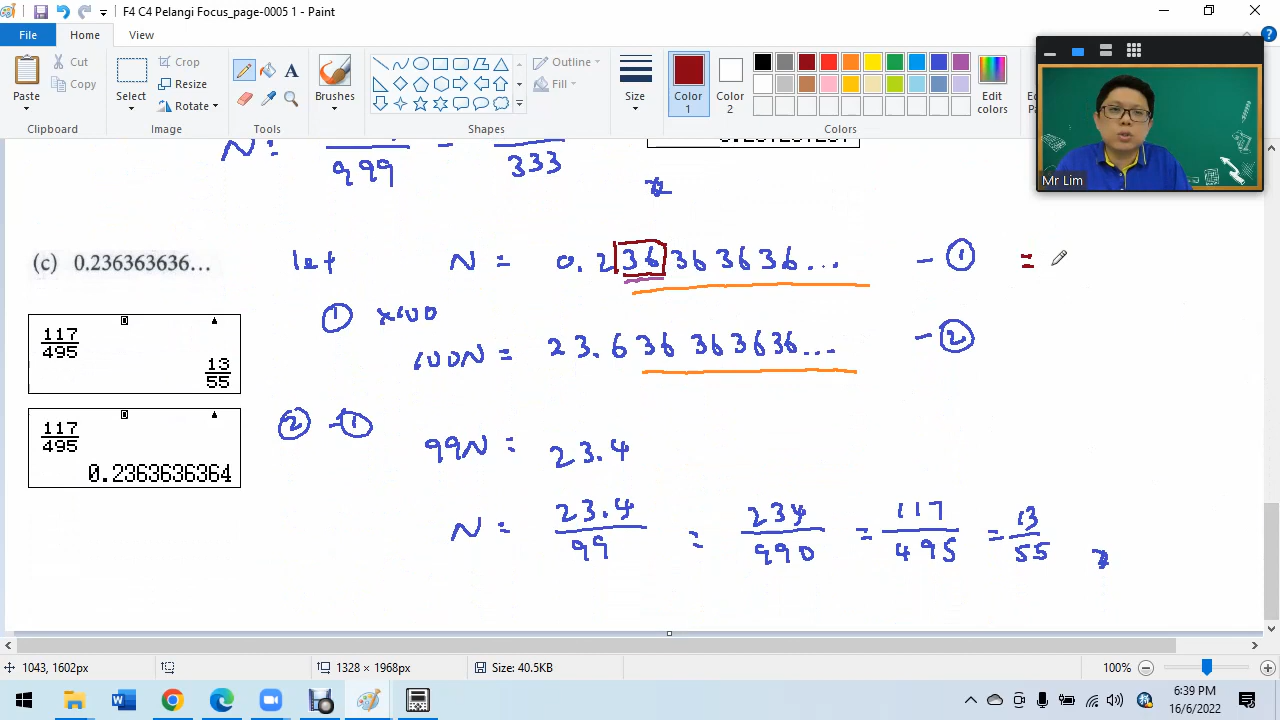 F4 C4 Pelangi Focus_page-0005 1 - Paint
File Home View
Paste Cut Copy Clipboard
Select Crop Resize Rotate Image
Tools
Brushes
Outline Fill Shapes
Size
Color 1 Color 2 Edit colors Colors
Mr Lim
N = 999 - 333
(c) 0.236363636... let N = 0.236363636 36... - ① =
① ×100
100N = 23.636363636... - ②
117/495 13/55
② - ①
99N = 23.4
117/495 0.2363636364
N = 23.4/99 = 234/990 = 117/495 = 13/55
1043, 1602px 1328 × 1968px Size: 40.5KB 100%
6:39 PM
16/6/2022